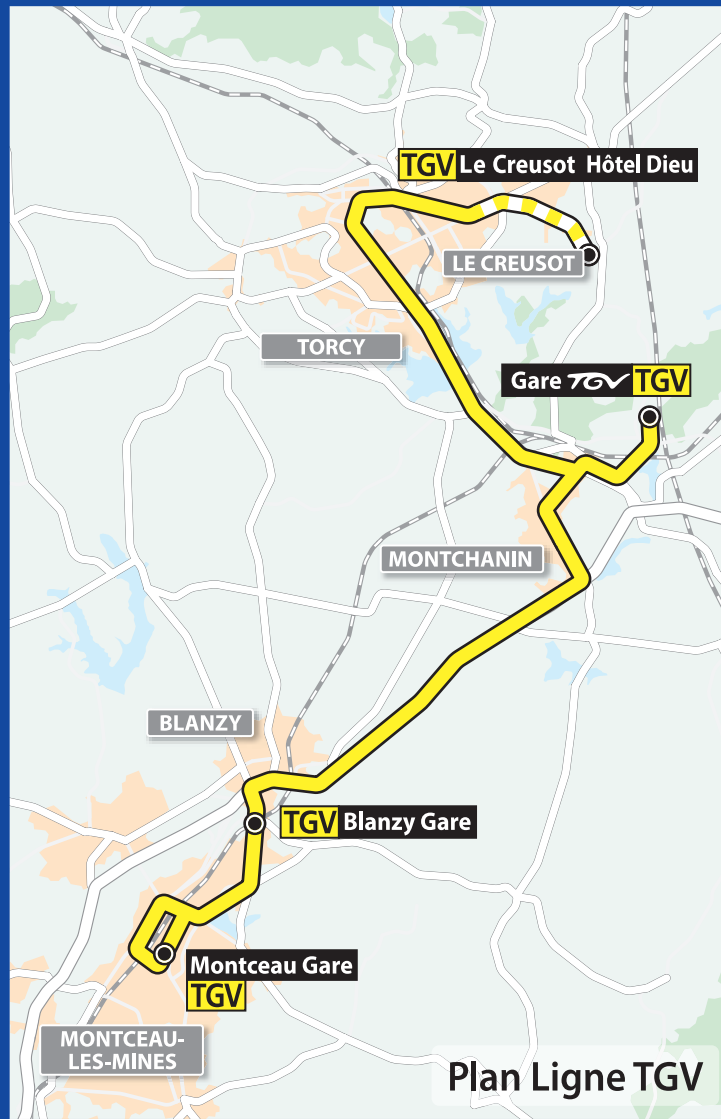 TGV Le Creusot Hôtel Dieu
LE CREUSOT
TORCY
Gare TGV TGV
MONTCHANIN
BLANZY
TGV Blanzy Gare
Montceau Gare
TGV
MONTCEAU-
LES-MINES
Plan Ligne TGV